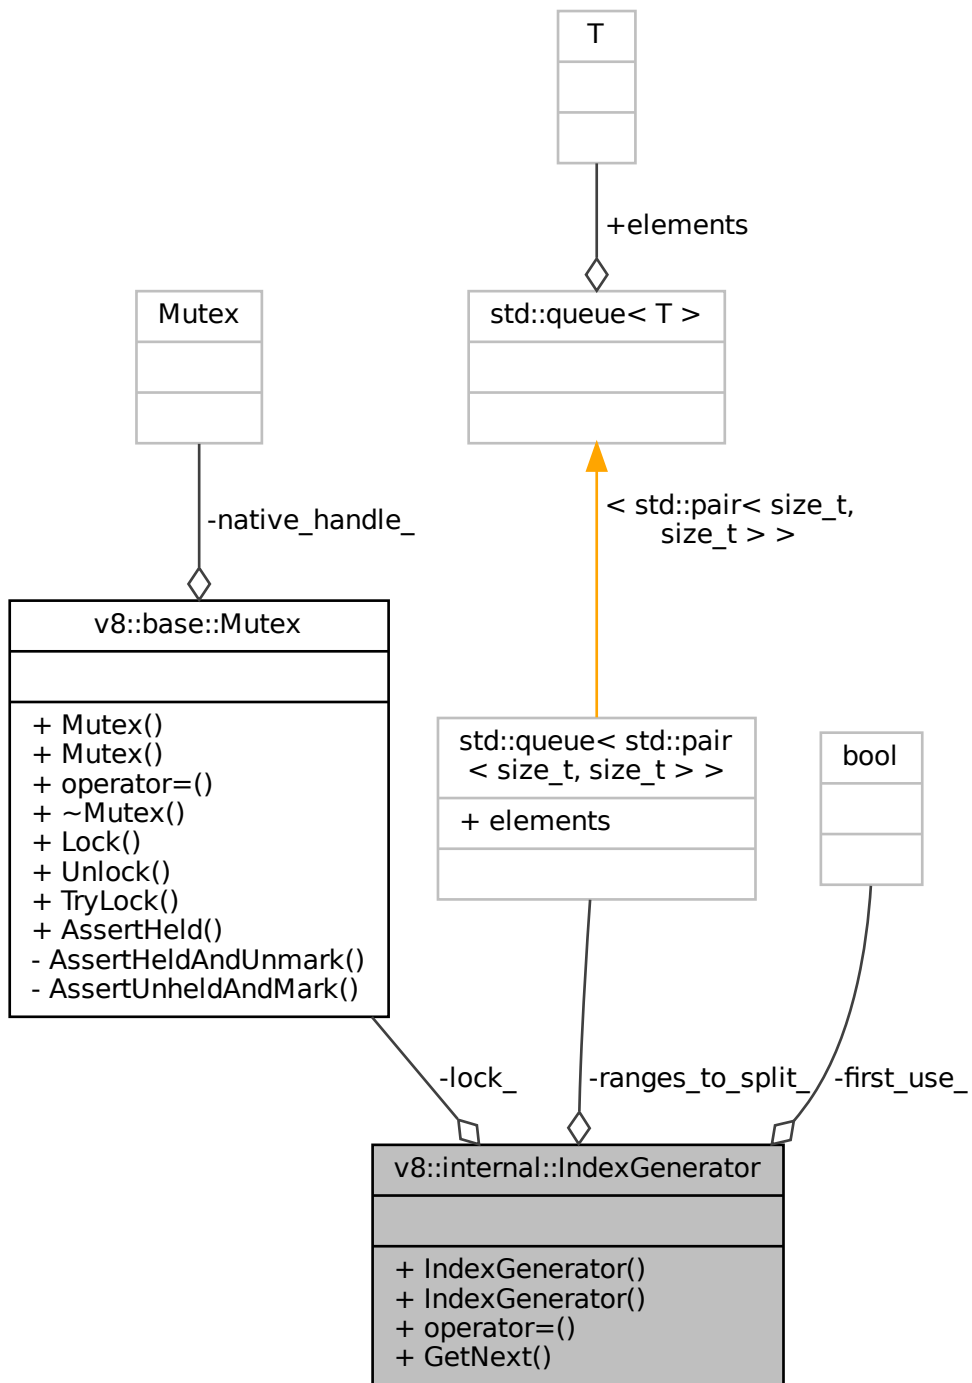 T
+elements
Mutex
std::queue< T >
-native_handle_
< std::pair< size_t,
size_t > >
v8::base::Mutex
+ Mutex()
+ Mutex()
+ operator=()
+ ~Mutex()
+ Lock()
+ Unlock()
+ TryLock()
+ AssertHeld()
- AssertHeldAndUnmark()
- AssertUnheldAndMark()
std::queue< std::pair
< size_t, size_t > >
+ elements
bool
-lock_
-ranges_to_split_
-first_use_
v8::internal::IndexGenerator
+ IndexGenerator()
+ IndexGenerator()
+ operator=()
+ GetNext()